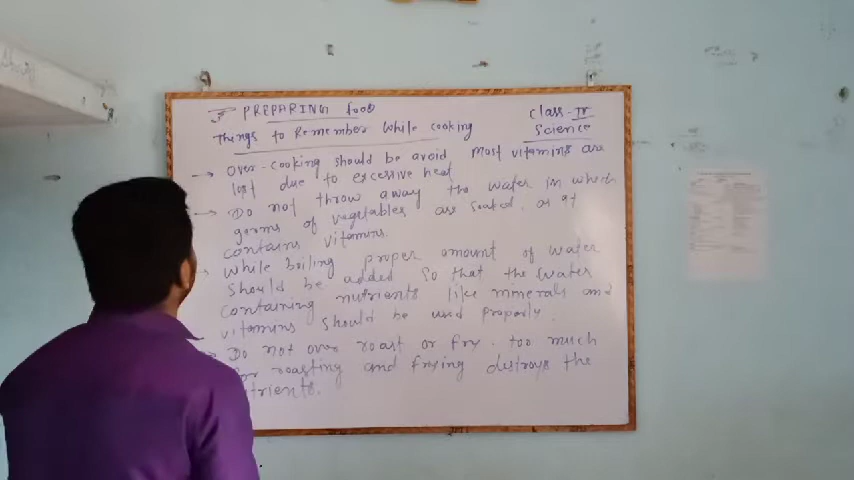 PREPARING food
Class-IV
Things to Remember While cooking
Science
→ Over-cooking should be avoid Most vitamins are
lost due to excessive heat
→ Do not throw away the water in which
of vegetables are soaked. as it
contains vitamins.
→ While boiling proper amount of water
should be added so that the water
containing nutrients like minerals and
vitamins should be used properly.
→ Do not over roast or fry. too much
roasting and frying destroys the